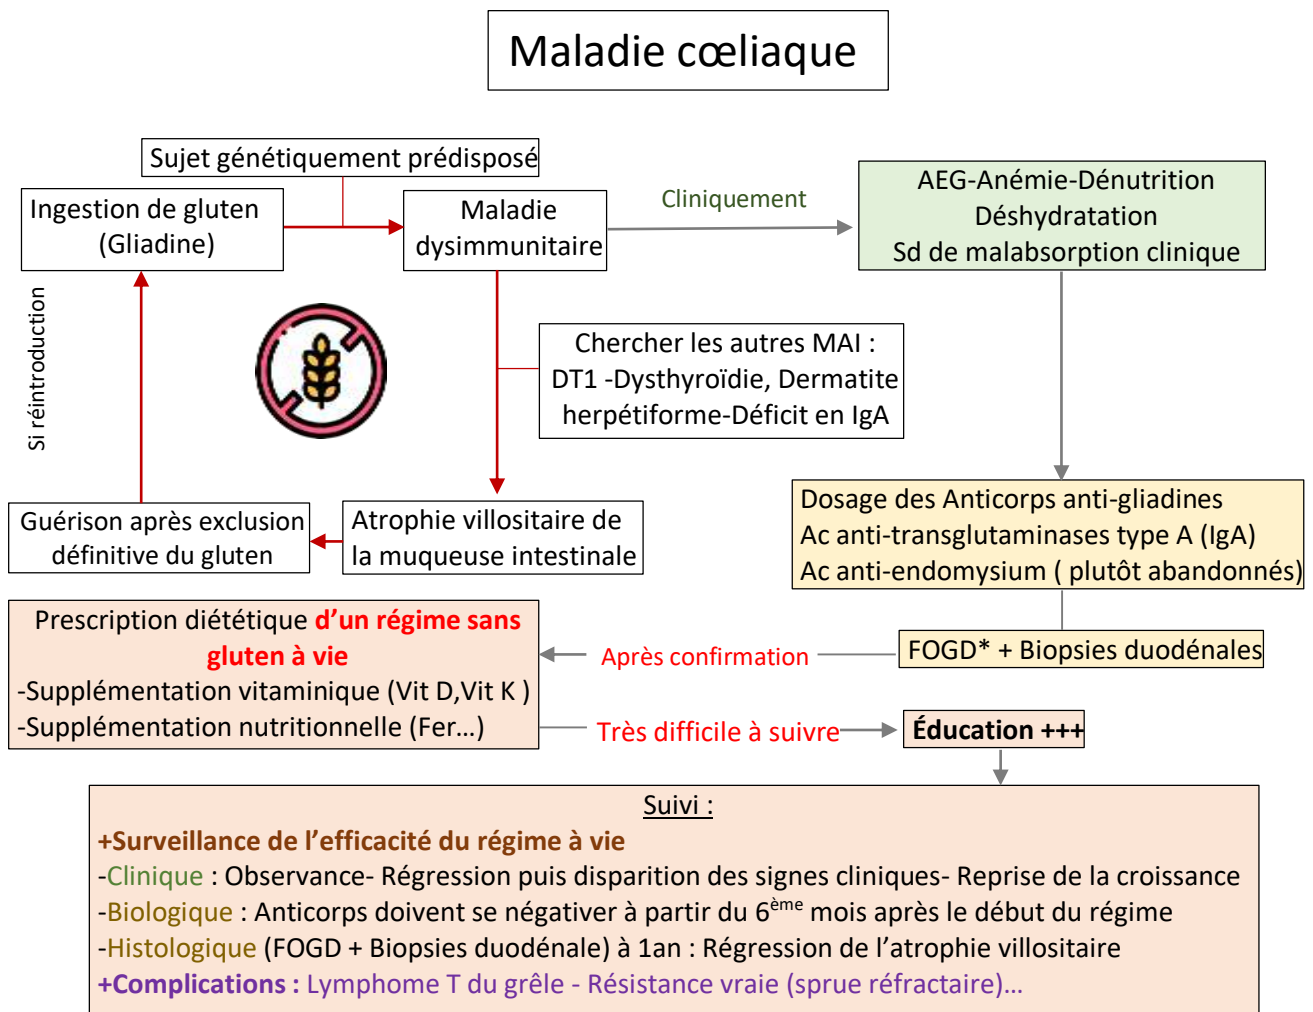 Maladie cœliaque
Sujet génétiquement prédisposé
Ingestion de gluten
(Gliadine)
Maladie
dysimmunitaire
Cliniquement
AEG-Anémie-Dénutrition
Déshydratation
Sd de malabsorption clinique
Si réintroduction
Chercher les autres MAI :
DT1 -Dysthyroïdie, Dermatite
herpétiforme-Déficit en IgA
Guérison après exclusion
définitive du gluten
Atrophie villositaire de
la muqueuse intestinale
Dosage des Anticorps anti-gliadines
Ac anti-transglutaminases type A (IgA)
Ac anti-endomysium ( plutôt abandonnés)
FOGD* + Biopsies duodénales
Après confirmation
Prescription diététique d'un régime sans
gluten à vie
-Supplémentation vitaminique (Vit D,Vit K )
-Supplémentation nutritionnelle (Fer…)
Très difficile à suivre
Éducation +++
Suivi :
+Surveillance de l'efficacité du régime à vie
-Clinique : Observance- Régression puis disparition des signes cliniques- Reprise de la croissance
-Biologique : Anticorps doivent se négativer à partir du 6ème mois après le début du régime
-Histologique (FOGD + Biopsies duodénale) à 1an : Régression de l'atrophie villositaire
+Complications : Lymphome T du grêle - Résistance vraie (sprue réfractaire)…